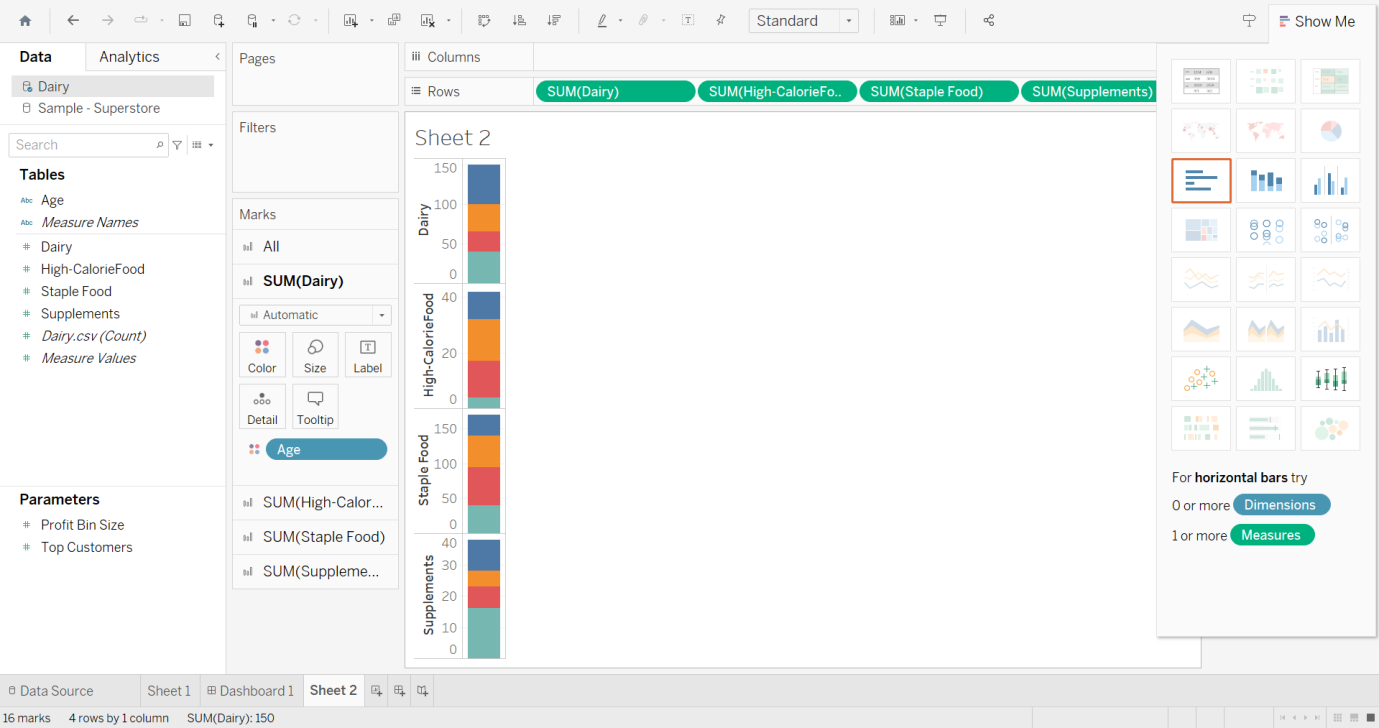 Standard
Show Me
Data
Analytics
Dairy
Sample - Superstore
Search
Tables
Abc Age
Abc Measure Names
Dairy
High-CalorieFood
Staple Food
Supplements
Dairy.csv (Count)
Measure Values
Parameters
Profit Bin Size
Top Customers
Pages
Filters
Marks
All
SUM(Dairy)
Automatic
Color
Size
Label
Detail
Tooltip
Age
SUM(High-Calor...
SUM(Staple Food)
SUM(Suppleme...
Columns
Rows
SUM(Dairy)
SUM(High-CalorieFo..
SUM(Staple Food)
SUM(Supplements)
Sheet 2
Dairy
150
100
50
0
High-CalorieFood
40
20
0
Staple Food
150
100
50
0
Supplements
40
30
20
10
0
For horizontal bars try
0 or more Dimensions
1 or more Measures
Data Source
Sheet 1
Dashboard 1
Sheet 2
16 marks
4 rows by 1 column
SUM(Dairy): 150